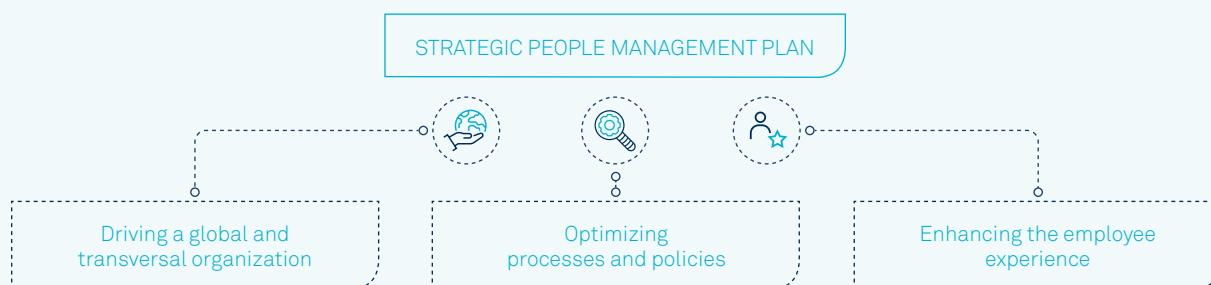 STRATEGIC PEOPLE MANAGEMENT PLAN
Driving a global and
transversal organization
Optimizing
processes and policies
Enhancing the employee
experience